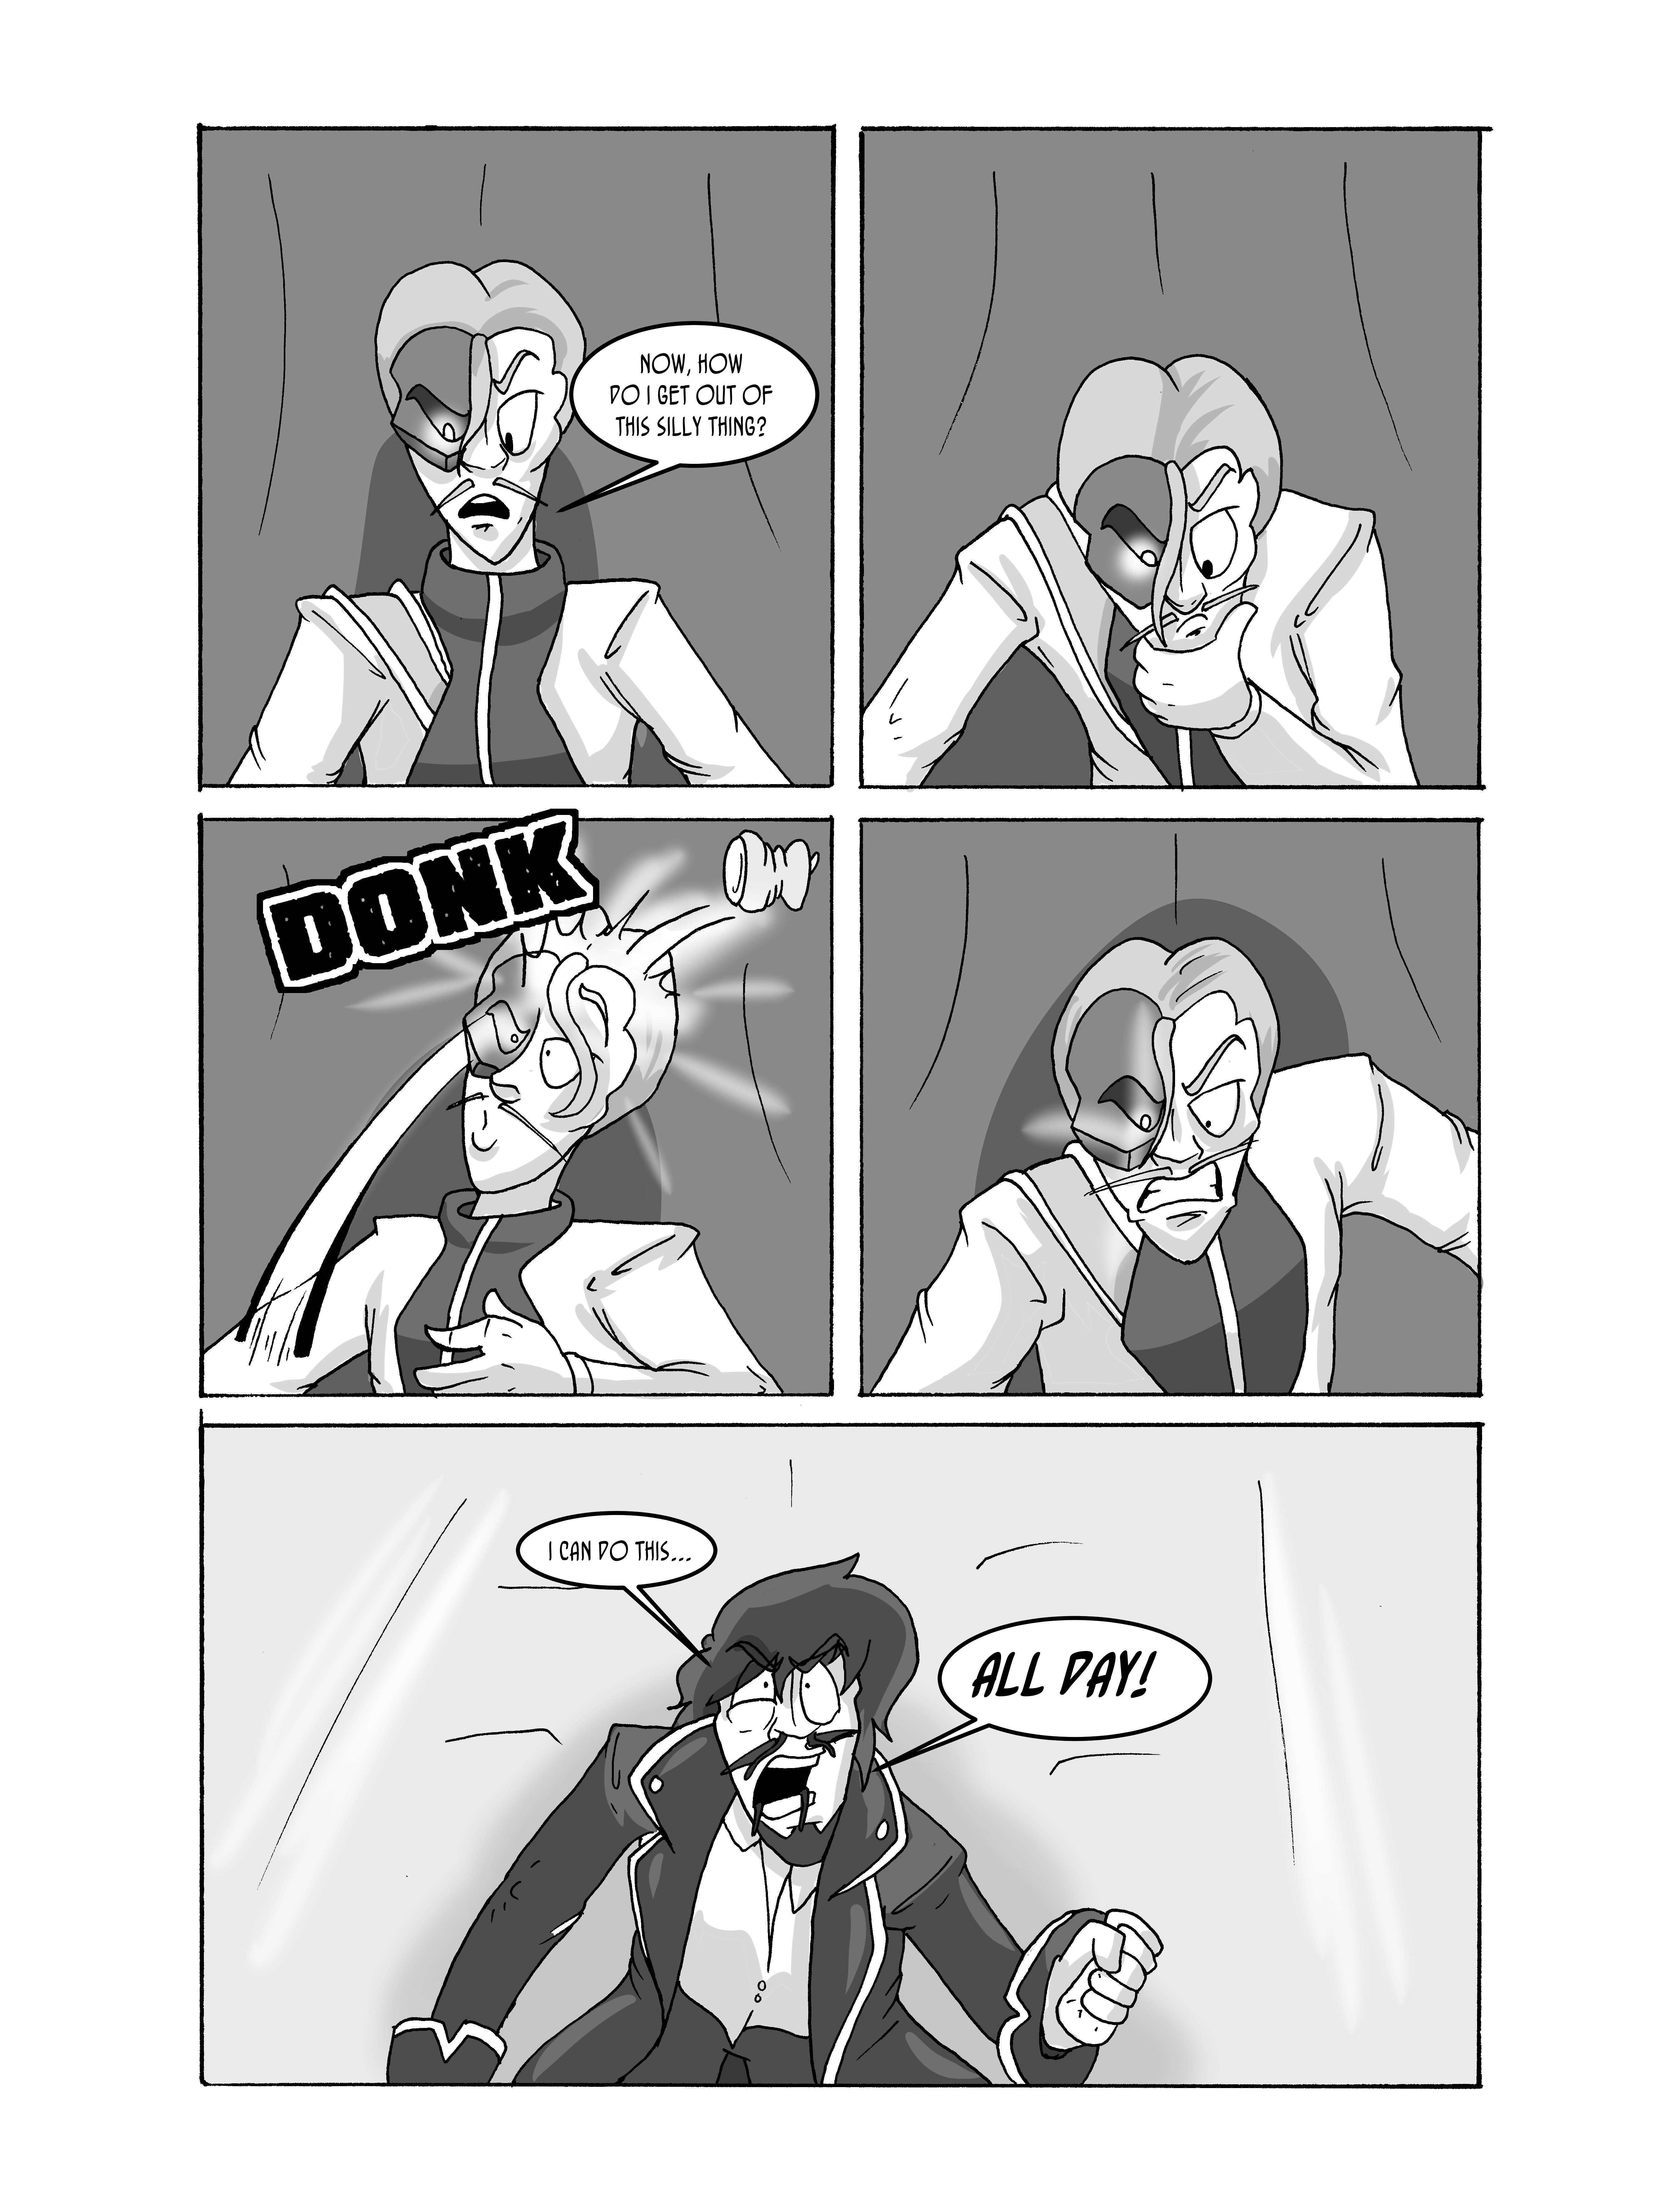 NOW, HOW
DO I GET OUT OF
THIS SILLY THING?
DONK
I CAN DO THIS...
ALL DAY!